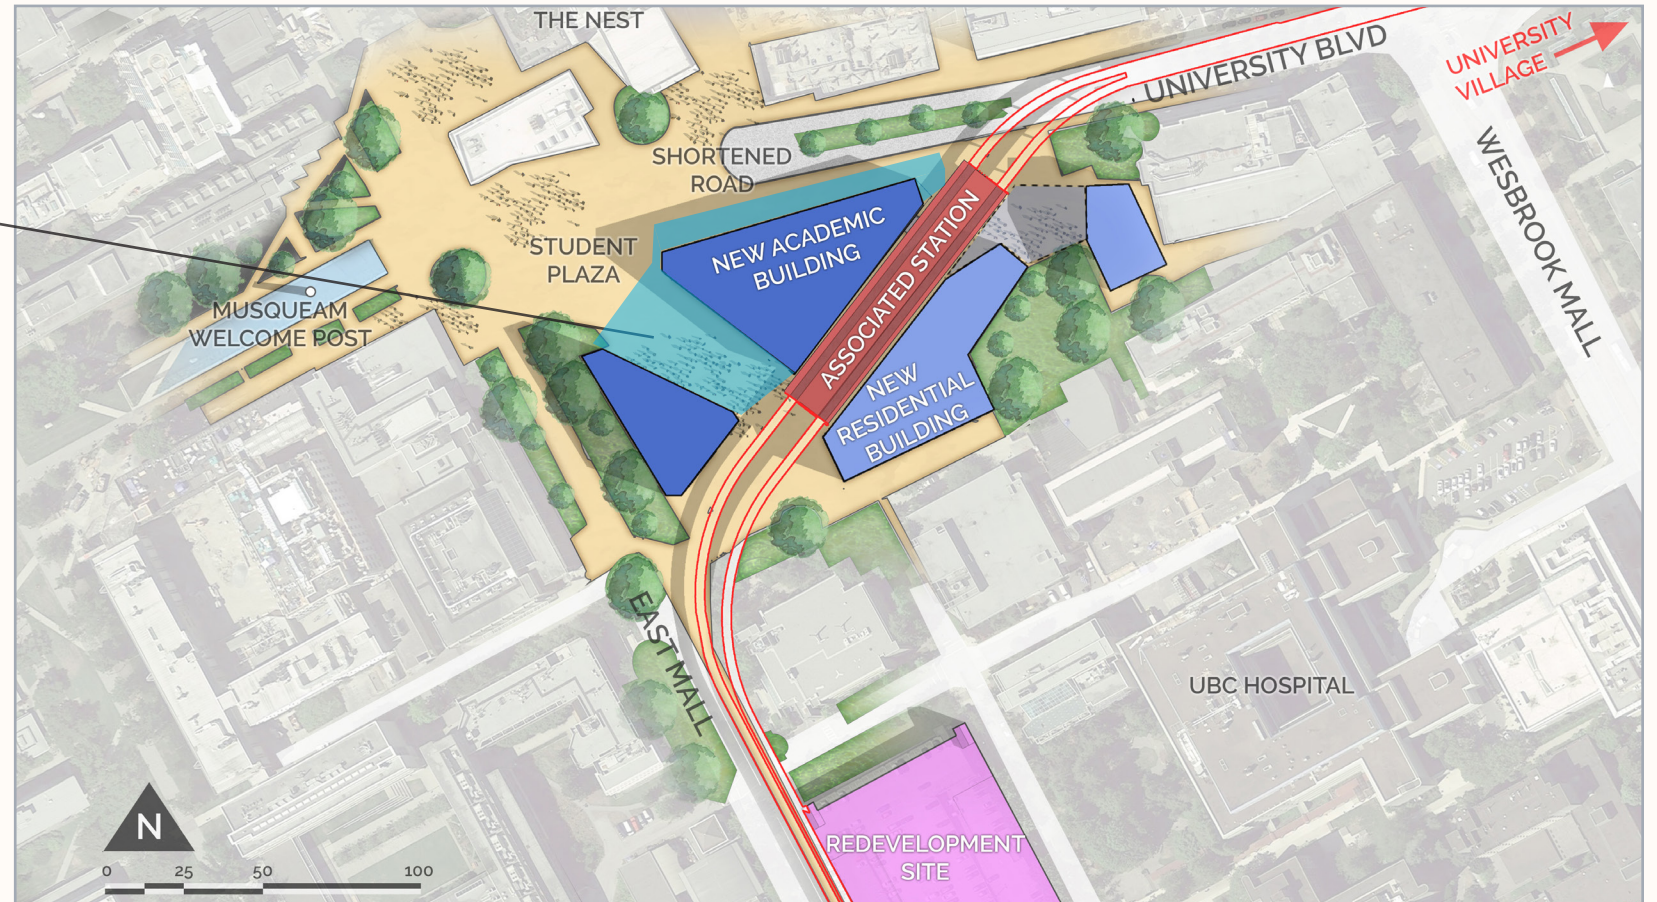 THE NEST
UNIVERSITY
VILLAGE
UNIVERSITY BLVD
WESBROOK MALL
SHORTENED
ROAD
STUDENT
PLAZA
NEW ACADEMIC
BUILDING
ASSOCIATED STATION
MUSQUEAM
WELCOME POST
NEW
RESIDENTIAL
BUILDING
EAST MALL
UBC HOSPITAL
REDEVELOPMENT
SITE
N
0 25 50 100